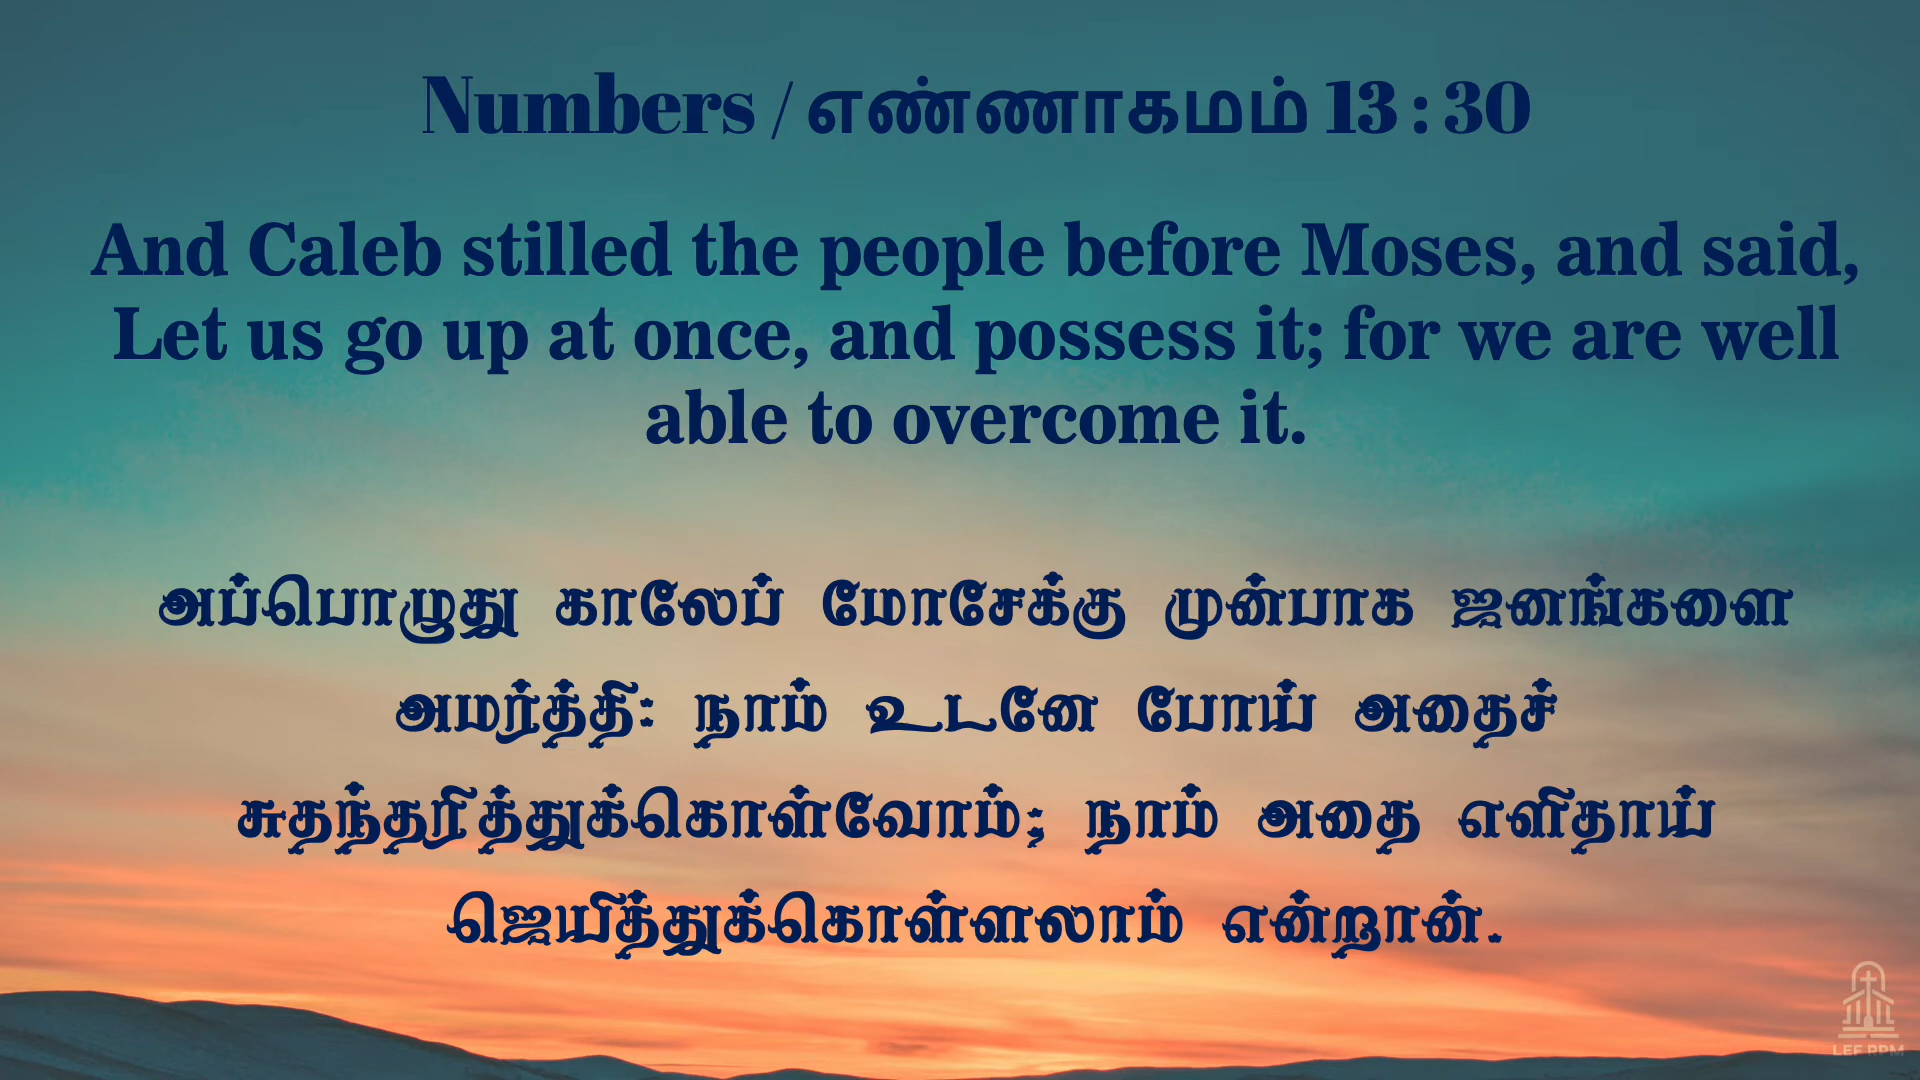 Numbers / எண்ணாகமம் 13 : 30
And Caleb stilled the people before Moses, and said,
Let us go up at once, and possess it; for we are well
able to overcome it.
அப்பொழுது காலேப் மோசேக்கு முன்பாக ஜனங்களை
அமர்த்தி: நாம் உடனே போய் அதைச்
சுதந்தரித்துக்கொள்வோம்; நாம் அதை எளிதாய்
ஜெயித்துக்கொள்ளலாம் என்றான்.
LEF RPM